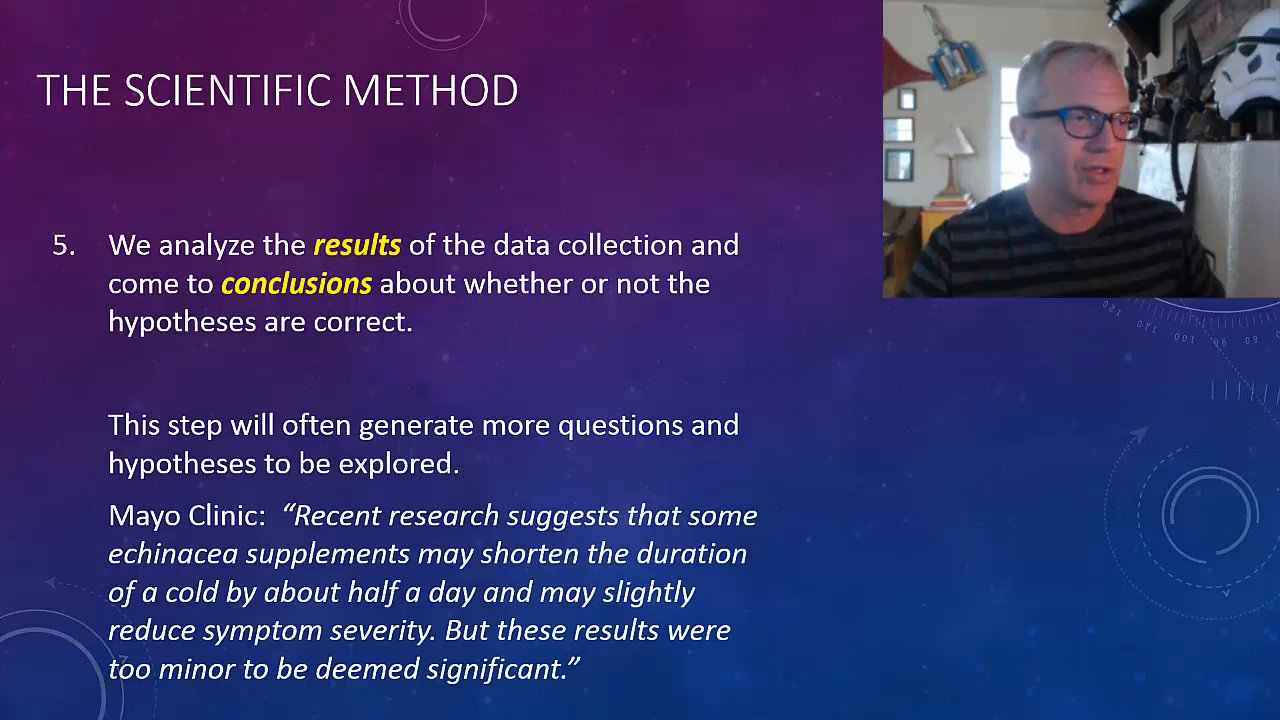 THE SCIENTIFIC METHOD
5. We analyze the results of the data collection and
come to conclusions about whether or not the
hypotheses are correct.
This step will often generate more questions and
hypotheses to be explored.
Mayo Clinic: “Recent research suggests that some
echinacea supplements may shorten the duration
of a cold by about half a day and may slightly
reduce symptom severity. But these results were
too minor to be deemed significant.”